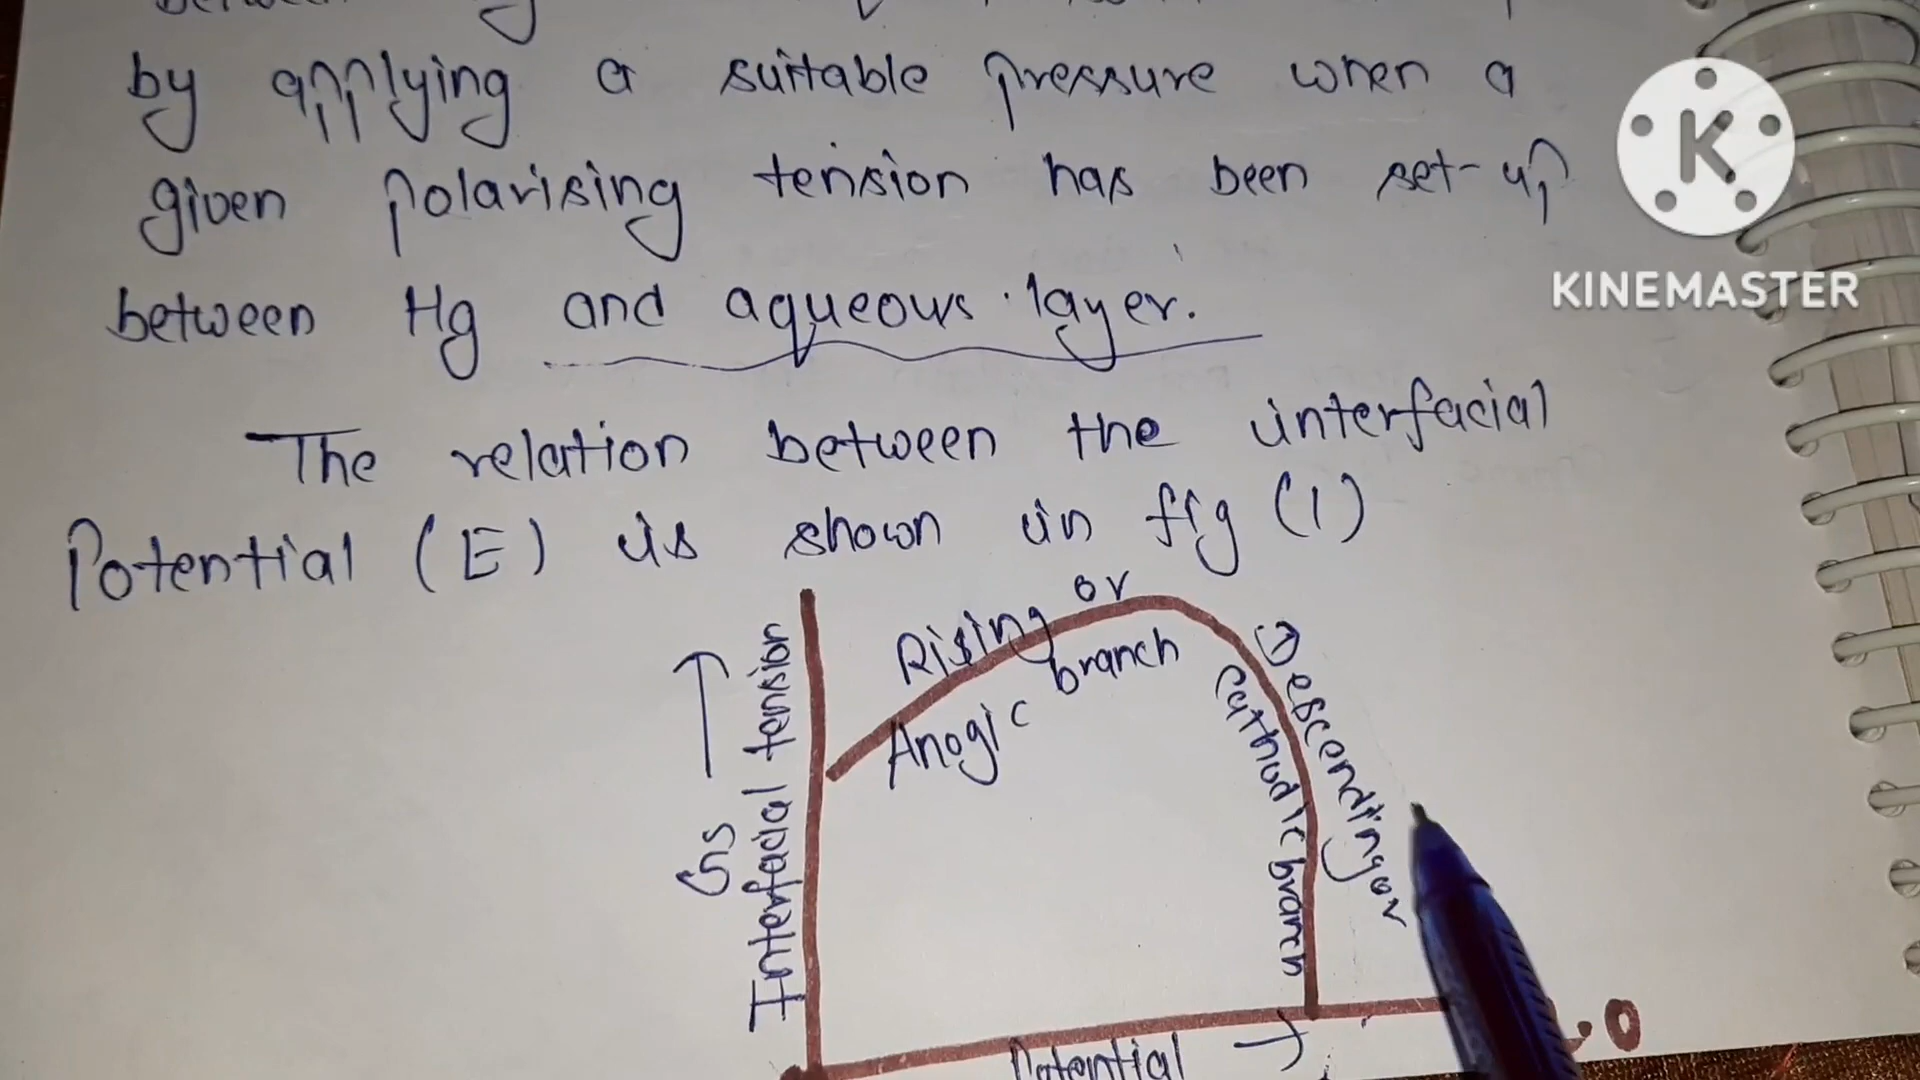 by applying a suitable pressure when a
given polarising tension has been set-up
between Hg and aqueous layer.
The relation between the interfacial
Potential (E) is shown in fig (1)
Rising or
Anodic branch
Descending or
Cathodic branch
Interfacial tension
Potential
.0
K
KINEMASTER